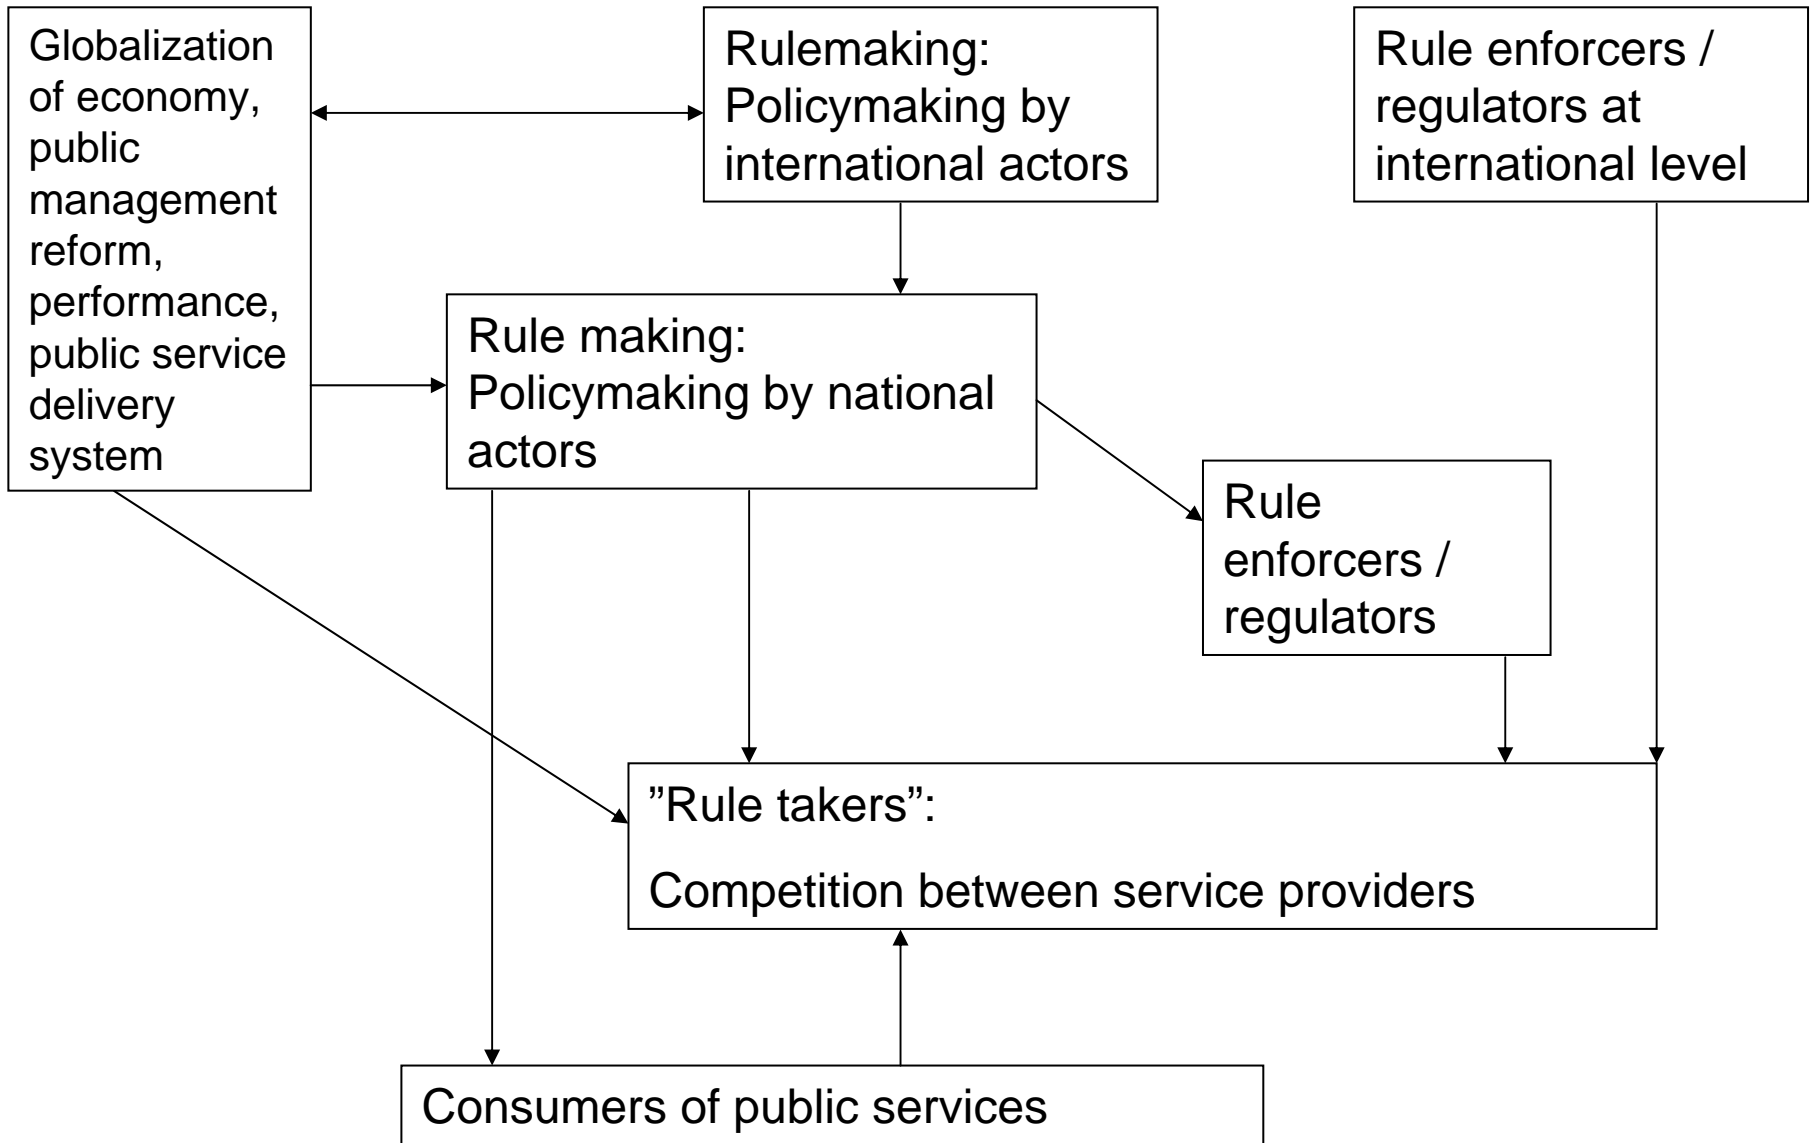 Globalization
of economy,
public
management
reform,
performance,
public service
delivery
system
Rulemaking:
Policymaking by
international actors
Rule enforcers /
regulators at
international level
Rule making:
Policymaking by national
actors
Rule
enforcers /
regulators
”Rule takers”:
Competition between service providers
Consumers of public services